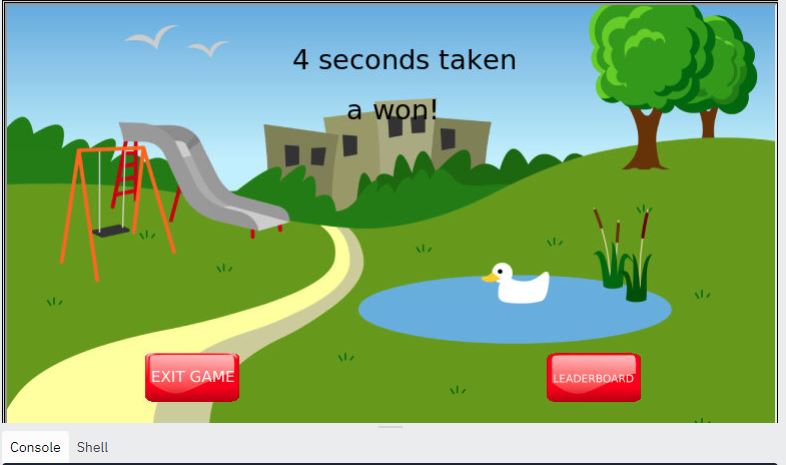 4 seconds taken
a won!
EXIT GAME
LEADERBOARD
Console Shell